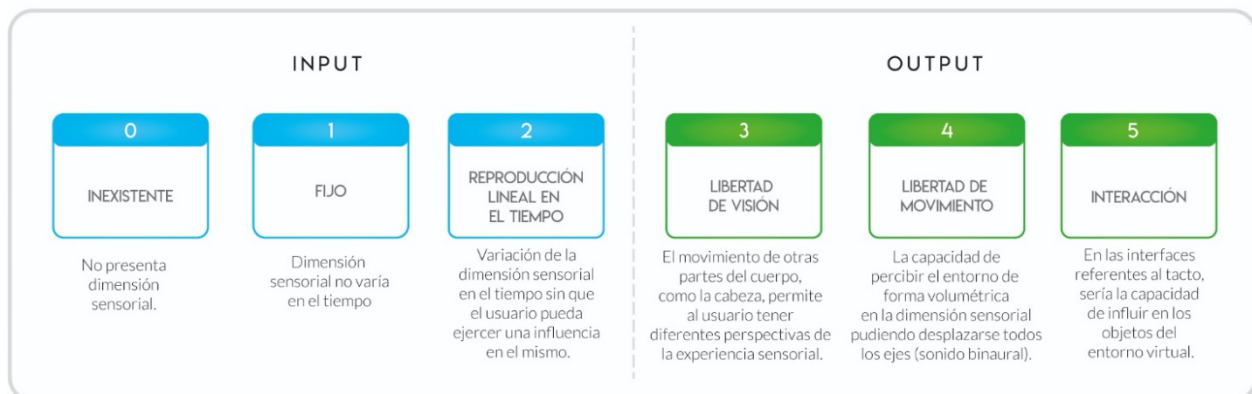 INPUT
0
INEXISTENTE
No presenta
dimensión
sensorial.
1
FIJO
Dimensión
sensorial no varía
en el tiempo
2
REPRODUCCIÓN
LINEAL EN
EL TIEMPO
Variación de la
dimensión sensorial
en el tiempo sin que
el usuario pueda
ejercer una influencia
en el mismo.
OUTPUT
3
LIBERTAD
DE VISIÓN
El movimiento de otras
partes del cuerpo,
como la cabeza, permite
al usuario tener
diferentes perspectivas de
la experiencia sensorial.
4
LIBERTAD DE
MOVIMIENTO
La capacidad de
percibir el entorno de
forma volumétrica
en la dimensión sensorial
pudiendo desplazarse todos
los ejes (sonido binaural).
5
INTERACCIÓN
En las interfaces
referentes al tacto,
sería la capacidad
de influir en los
objetos del
entorno virtual.